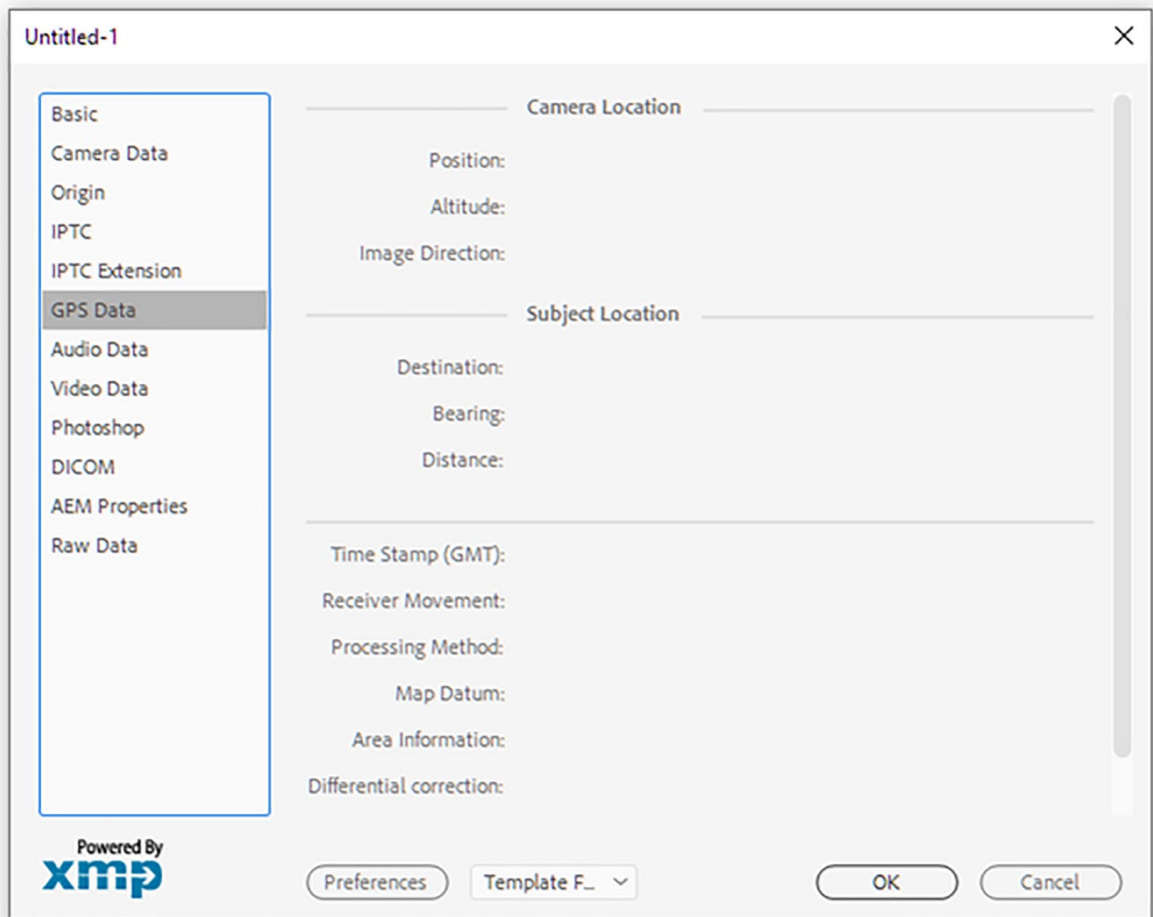 Untitled-1
Basic
Camera Data
Origin
IPTC
IPTC Extension
GPS Data
Audio Data
Video Data
Photoshop
DICOM
AEM Properties
Raw Data
Camera Location
Position:
Altitude:
Image Direction:
Subject Location
Destination:
Bearing:
Distance:
Time Stamp (GMT):
Receiver Movement:
Processing Method:
Map Datum:
Area Information:
Differential correction:
Powered By
xmp
Preferences
Template F...
OK
Cancel